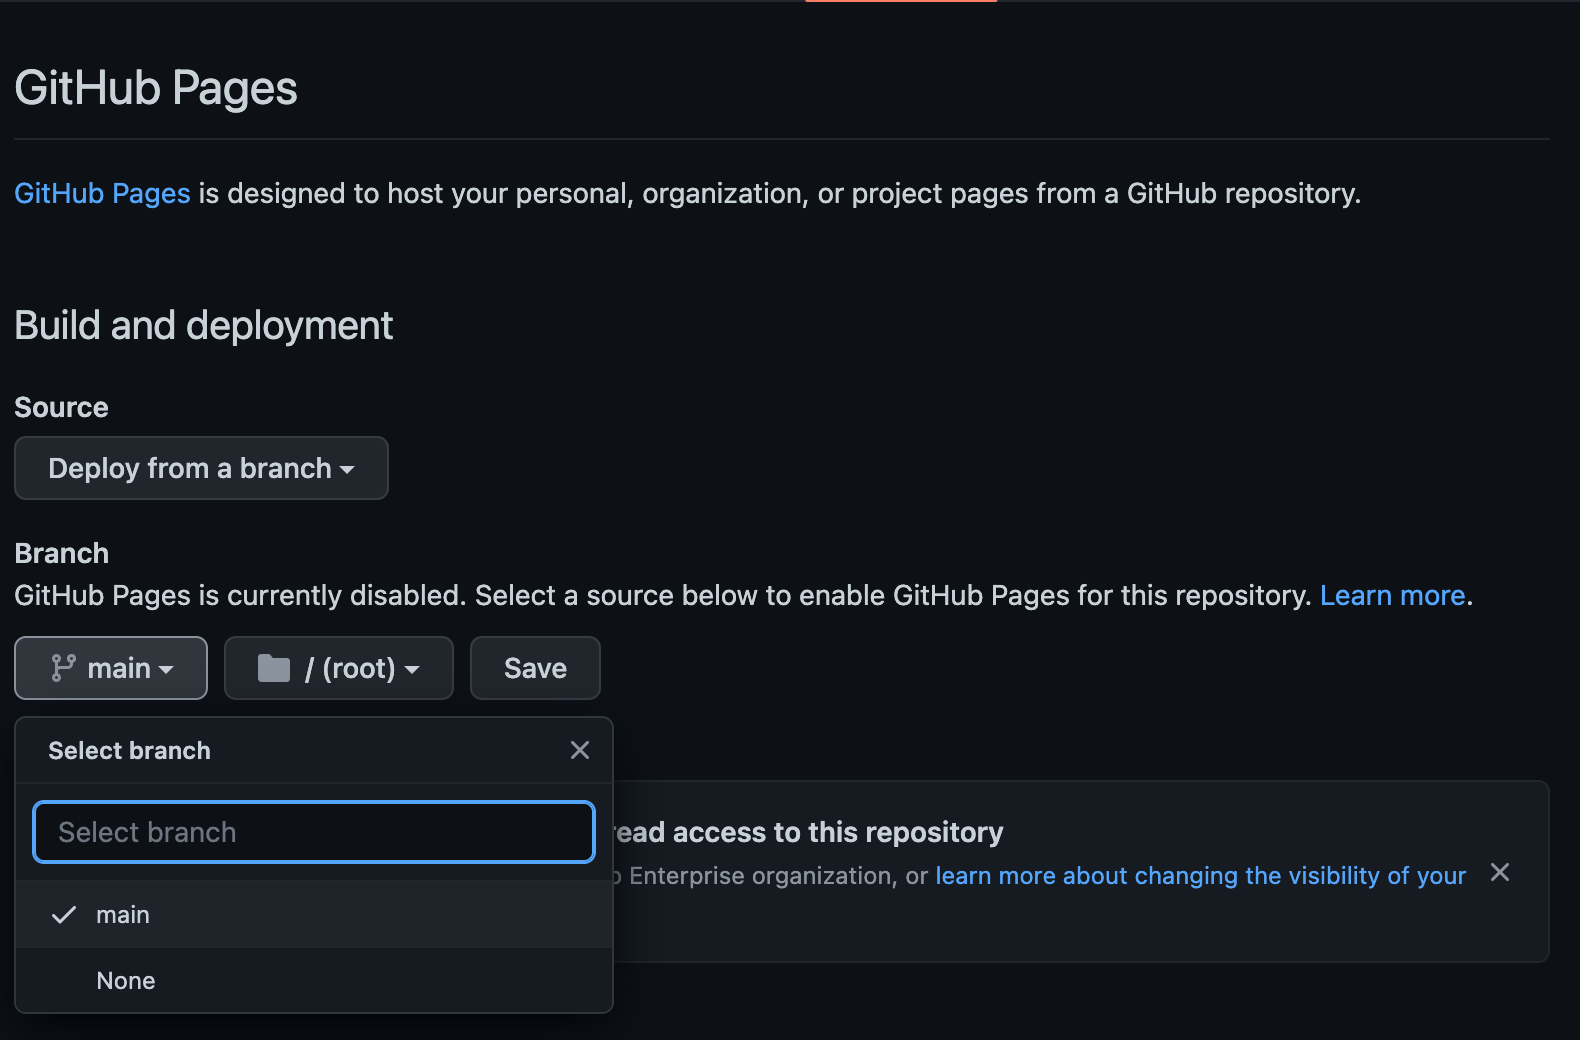 GitHub Pages
GitHub Pages is designed to host your personal, organization, or project pages from a GitHub repository.
Build and deployment
Source
Deploy from a branch
Branch
GitHub Pages is currently disabled. Select a source below to enable GitHub Pages for this repository. Learn more.
main / (root) Save
Select branch
Select branch
read access to this repository
Enterprise organization, or learn more about changing the visibility of your
main
None